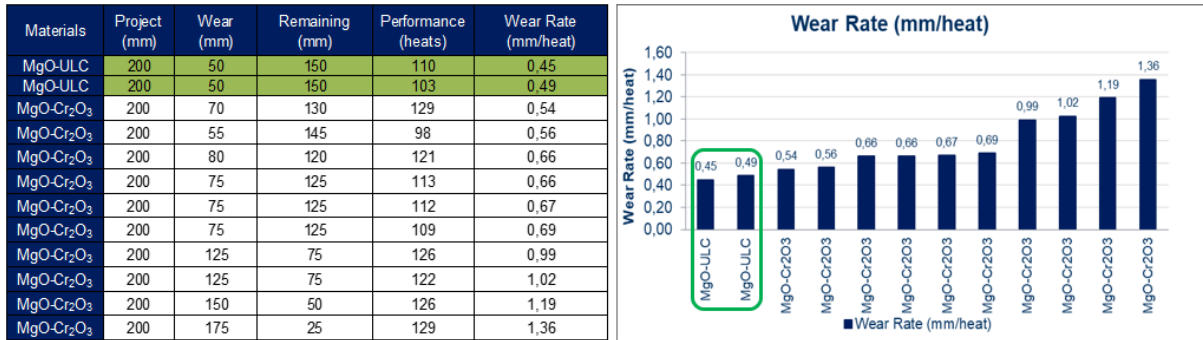 Materials Project (mm) Wear (mm) Remaining (mm) Performance (heats) Wear Rate (mm/heat)
MgO-ULC 200 50 150 110 0,45
MgO-ULC 200 50 150 103 0,49
MgO-Cr₂O₃ 200 70 130 129 0,54
MgO-Cr₂O₃ 200 55 145 98 0,56
MgO-Cr₂O₃ 200 80 120 121 0,66
MgO-Cr₂O₃ 200 75 125 113 0,66
MgO-Cr₂O₃ 200 75 125 112 0,67
MgO-Cr₂O₃ 200 75 125 109 0,69
MgO-Cr₂O₃ 200 125 75 126 0,99
MgO-Cr₂O₃ 200 125 75 122 1,02
MgO-Cr₂O₃ 200 150 50 126 1,19
MgO-Cr₂O₃ 200 175 25 129 1,36
Wear Rate (mm/heat)
Wear Rate (mm/heat)
1,60
1,40
1,20
1,00
0,80
0,60
0,40
0,20
0,00
0,45
0,49
0,54
0,56
0,66
0,66
0,67
0,69
0,99
1,02
1,19
1,36
MgO-ULC
MgO-ULC
MgO-Cr2O3
MgO-Cr2O3
MgO-Cr2O3
MgO-Cr2O3
MgO-Cr2O3
MgO-Cr2O3
MgO-Cr2O3
MgO-Cr2O3
MgO-Cr2O3
MgO-Cr2O3
Wear Rate (mm/heat)